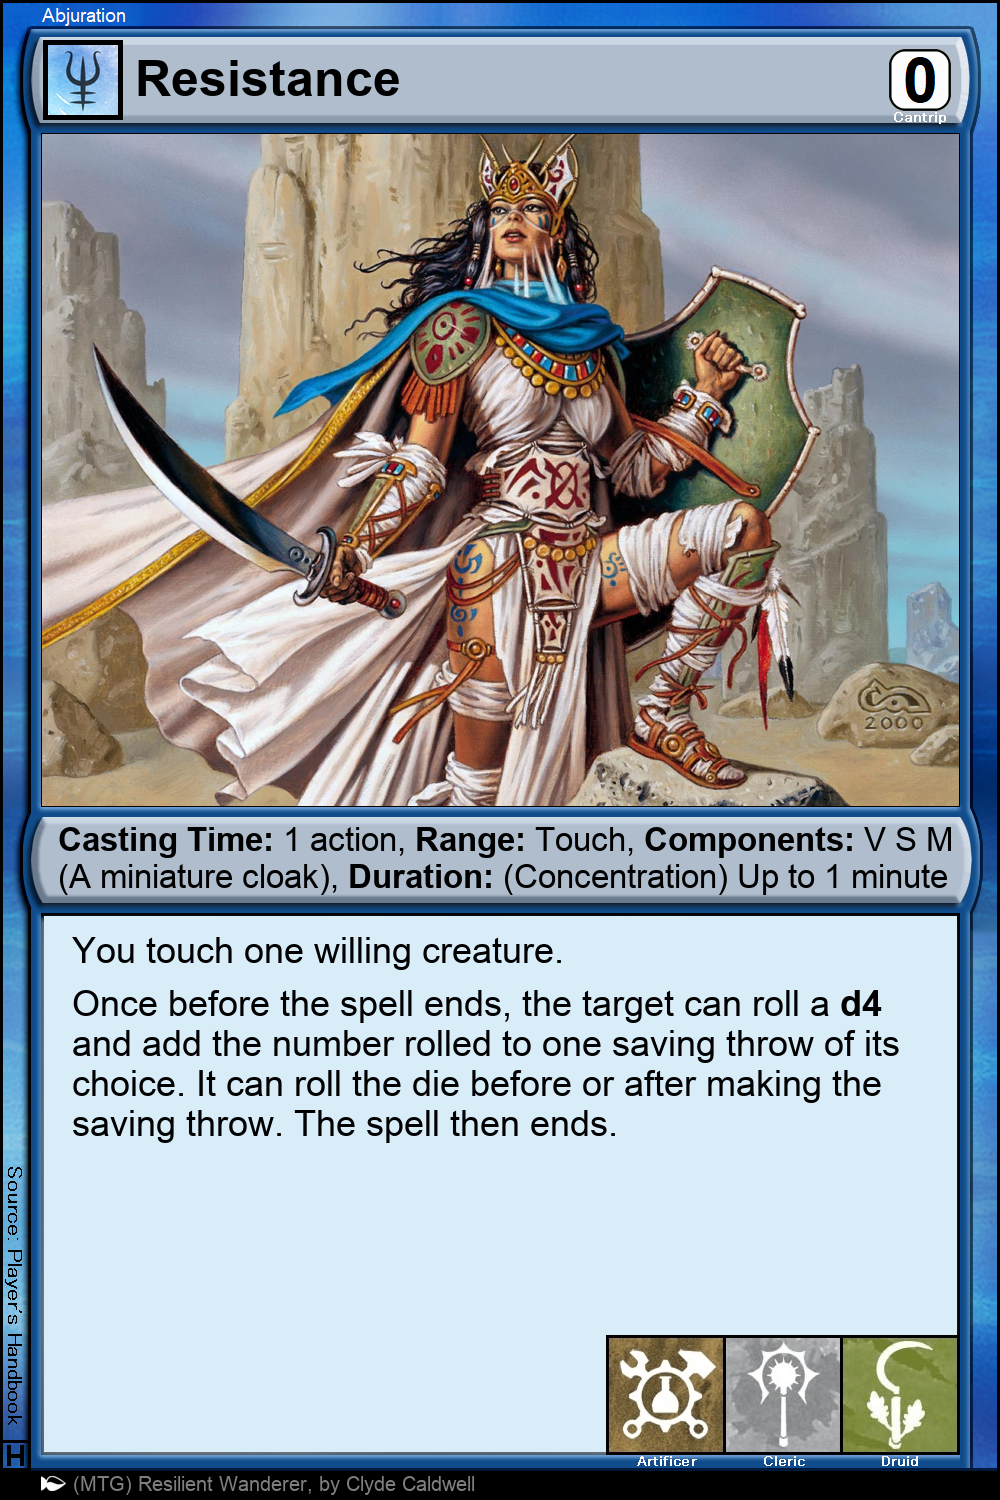 Abjuration
Resistance
0
Cantrip
2000
Casting Time: 1 action, Range: Touch, Components: V S M
(A miniature cloak), Duration: (Concentration) Up to 1 minute
You touch one willing creature.
Once before the spell ends, the target can roll a d4
and add the number rolled to one saving throw of its
choice. It can roll the die before or after making the
saving throw. The spell then ends.
Source: Player's Handbook
H
Artificer
Cleric
Druid
(MTG) Resilient Wanderer, by Clyde Caldwell